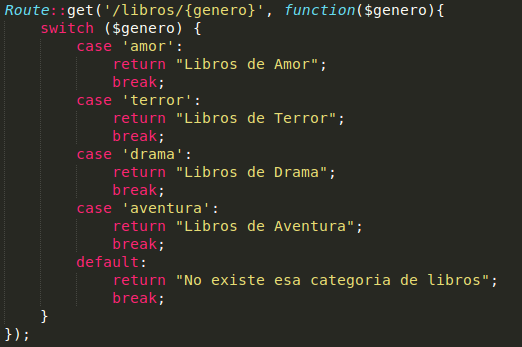 Route::get('/libros/{genero}', function($genero){
    switch ($genero) {
        case 'amor':
            return "Libros de Amor";
            break;
        case 'terror':
            return "Libros de Terror";
            break;
        case 'drama':
            return "Libros de Drama";
            break;
        case 'aventura':
            return "Libros de Aventura";
            break;
        default:
            return "No existe esa categoria de libros";
            break;
    }
});